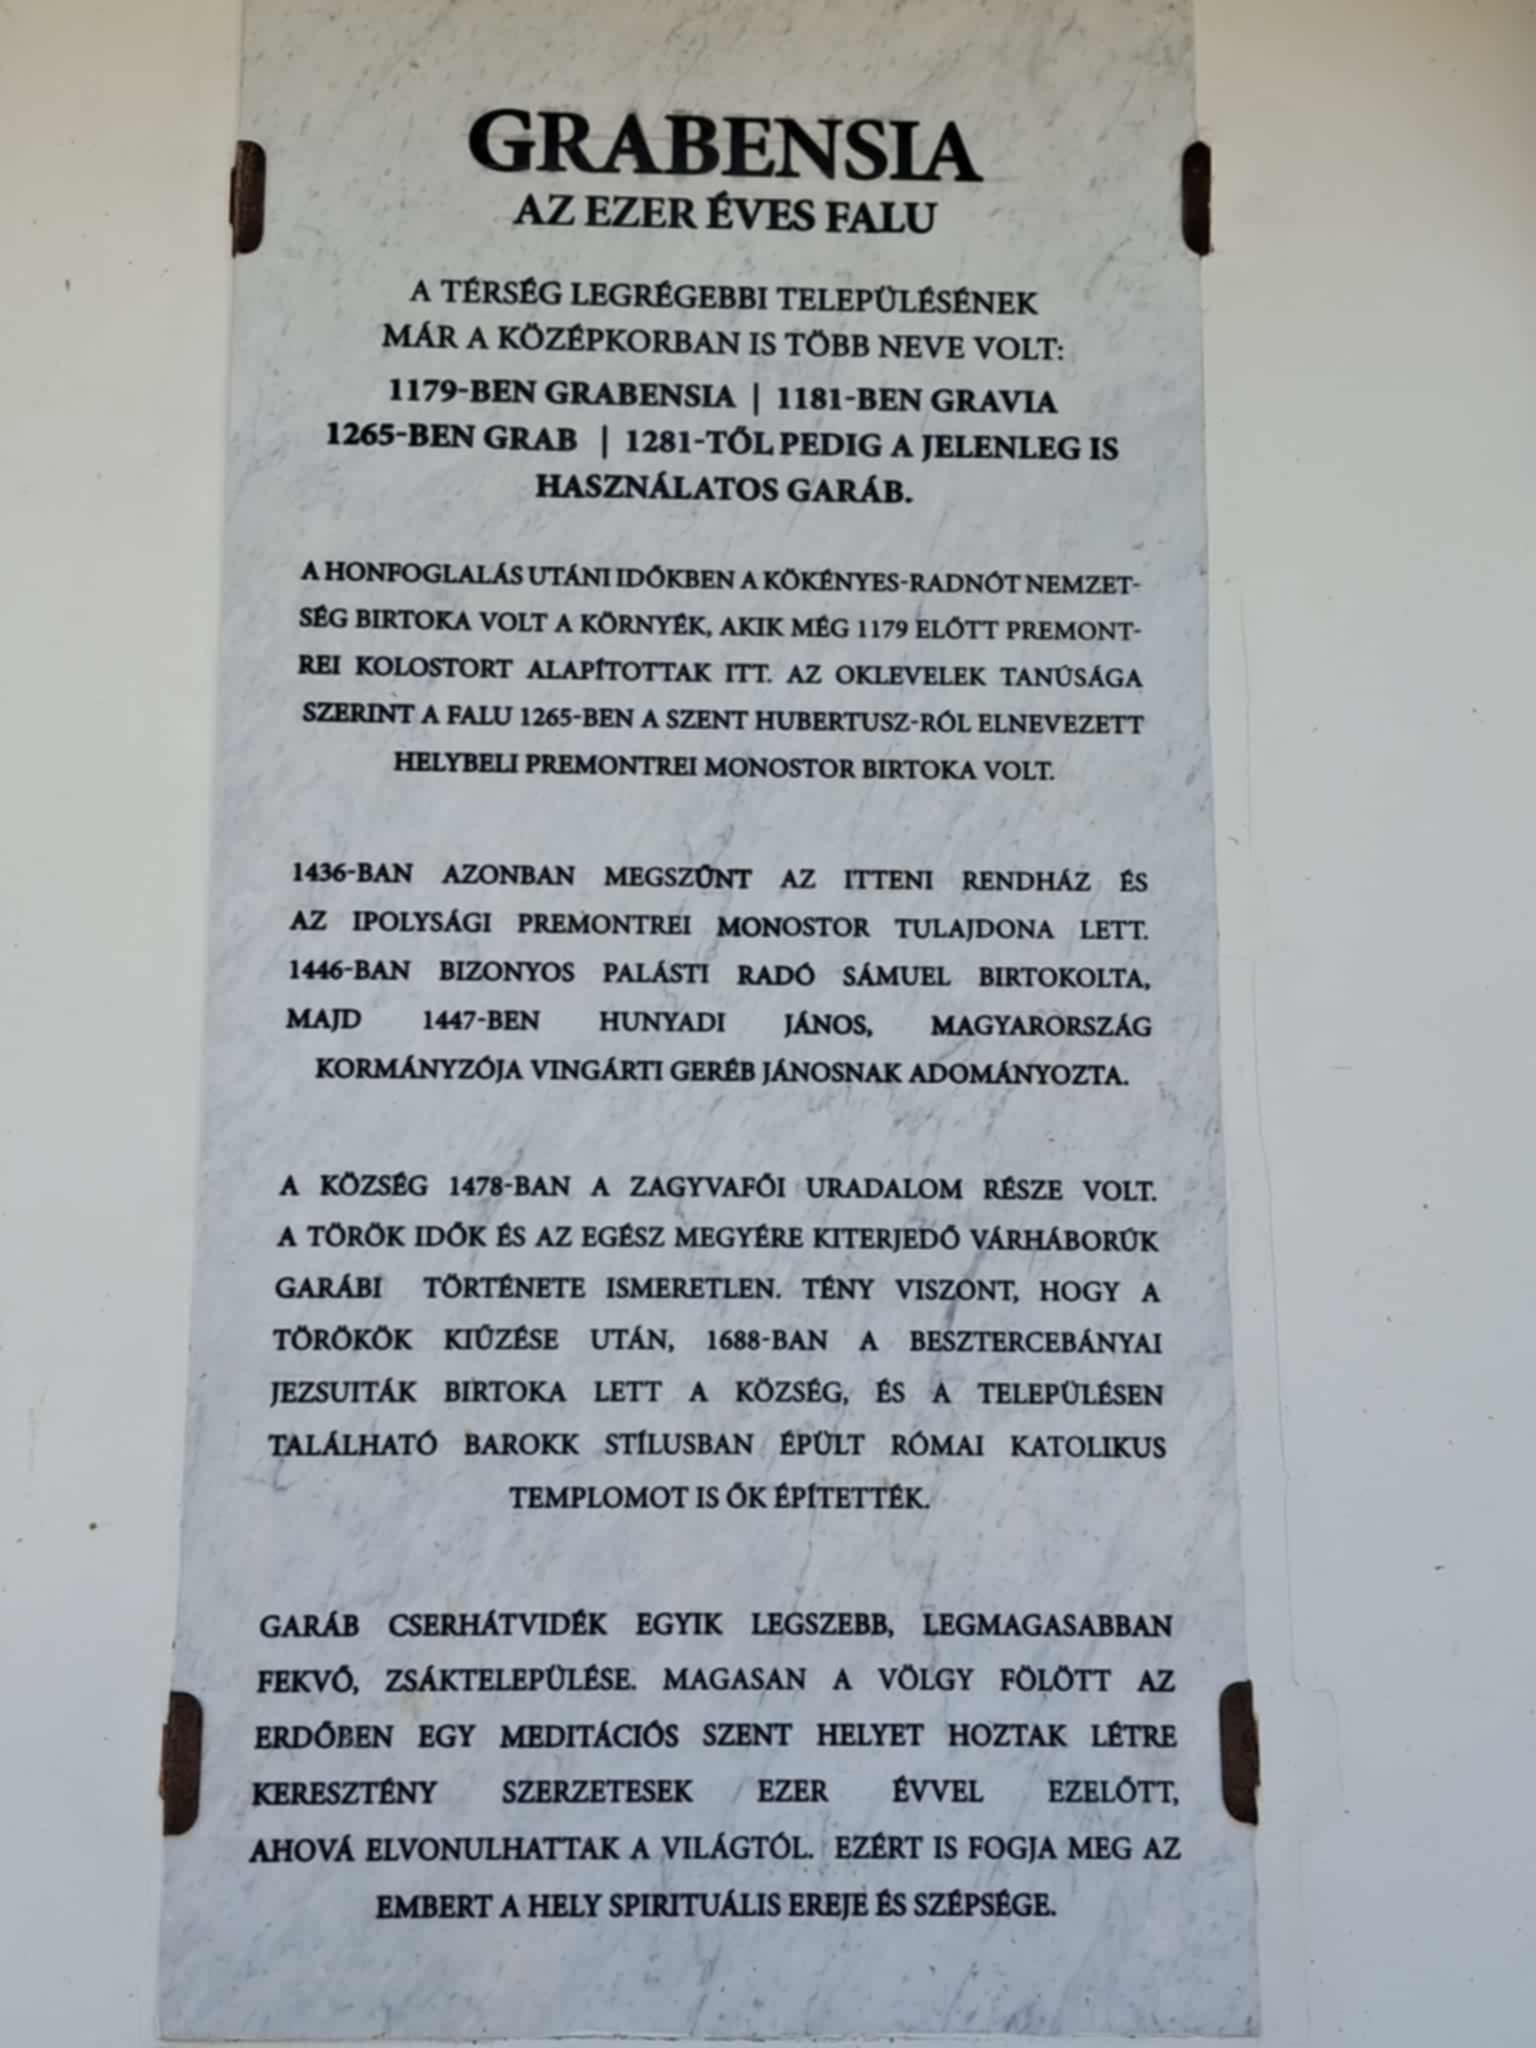 GRABENSIA
AZ EZER ÉVES FALU
A TÉRSÉG LEGRÉGEBBI TELEPÜLÉSÉNEK
MÁR A KÖZÉPKORBAN IS TÖBB NEVE VOLT:
1179-BEN GRABENSIA | 1181-BEN GRAVIA
1265-BEN GRAB | 1281-TŐL PEDIG A JELENLEG IS
HASZNÁLATOS GARÁB.
A HONFOGLALÁS UTÁNI IDŐKBEN A KÖKÉNYES-RADNÓT NEMZET-
SÉG BIRTOKA VOLT A KÖRNYÉK, AKIK MÉG 1179 ELŐTT PREMONT-
REI KOLOSTORT ALAPÍTOTTAK ITT. AZ OKLEVELEK TANÚSÁGA
SZERINT A FALU 1265-BEN A SZENT HUBERTUSZ-RÓL ELNEVEZETT
HELYBELI PREMONTREI MONOSTOR BIRTOKA VOLT.
1436-BAN AZONBAN MEGSZŰNT AZ ITTENI RENDHÁZ ÉS
AZ IPOLYSÁGI PREMONTREI MONOSTOR TULAJDONA LETT.
1446-BAN BIZONYOS PALÁSTI RADÓ SÁMUEL BIRTOKOLTA,
MAJD 1447-BEN HUNYADI JÁNOS, MAGYARORSZÁG
KORMÁNYZÓJA VINGÁRTI GERÉB JÁNOSNAK ADOMÁNYOZTA.
A KÖZSÉG 1478-BAN A ZAGYVAFŐI URADALOM RÉSZE VOLT.
A TÖRÖK IDŐK ÉS AZ EGÉSZ MEGYÉRE KITERJEDŐ VÁRHÁBORÚK
GARÁBI TÖRTÉNETE ISMERETLEN. TÉNY VISZONT, HOGY A
TÖRÖKÖK KIŰZÉSE UTÁN, 1688-BAN A BESZTERCEBÁNYAI
JEZSUITÁK BIRTOKA LETT A KÖZSÉG, ÉS A TELEPÜLÉSEN
TALÁLHATÓ BAROKK STÍLUSBAN ÉPÜLT RÓMAI KATOLIKUS
TEMPLOMOT IS ŐK ÉPÍTETTÉK.
GARÁB CSERHÁTVIDÉK EGYIK LEGSZEBB, LEGMAGASABBAN
FEKVŐ, ZSÁKTELEPÜLÉSE. MAGASAN A VÖLGY FÖLÖTT AZ
ERDŐBEN EGY MEDITÁCIÓS SZENT HELYET HOZTAK LÉTRE
KERESZTÉNY SZERZETESEK EZER ÉVVEL EZELŐTT,
AHOVÁ ELVONULHATTAK A VILÁGTÓL. EZÉRT IS FOGJA MEG AZ
EMBERT A HELY SPIRITUÁLIS EREJE ÉS SZÉPSÉGE.